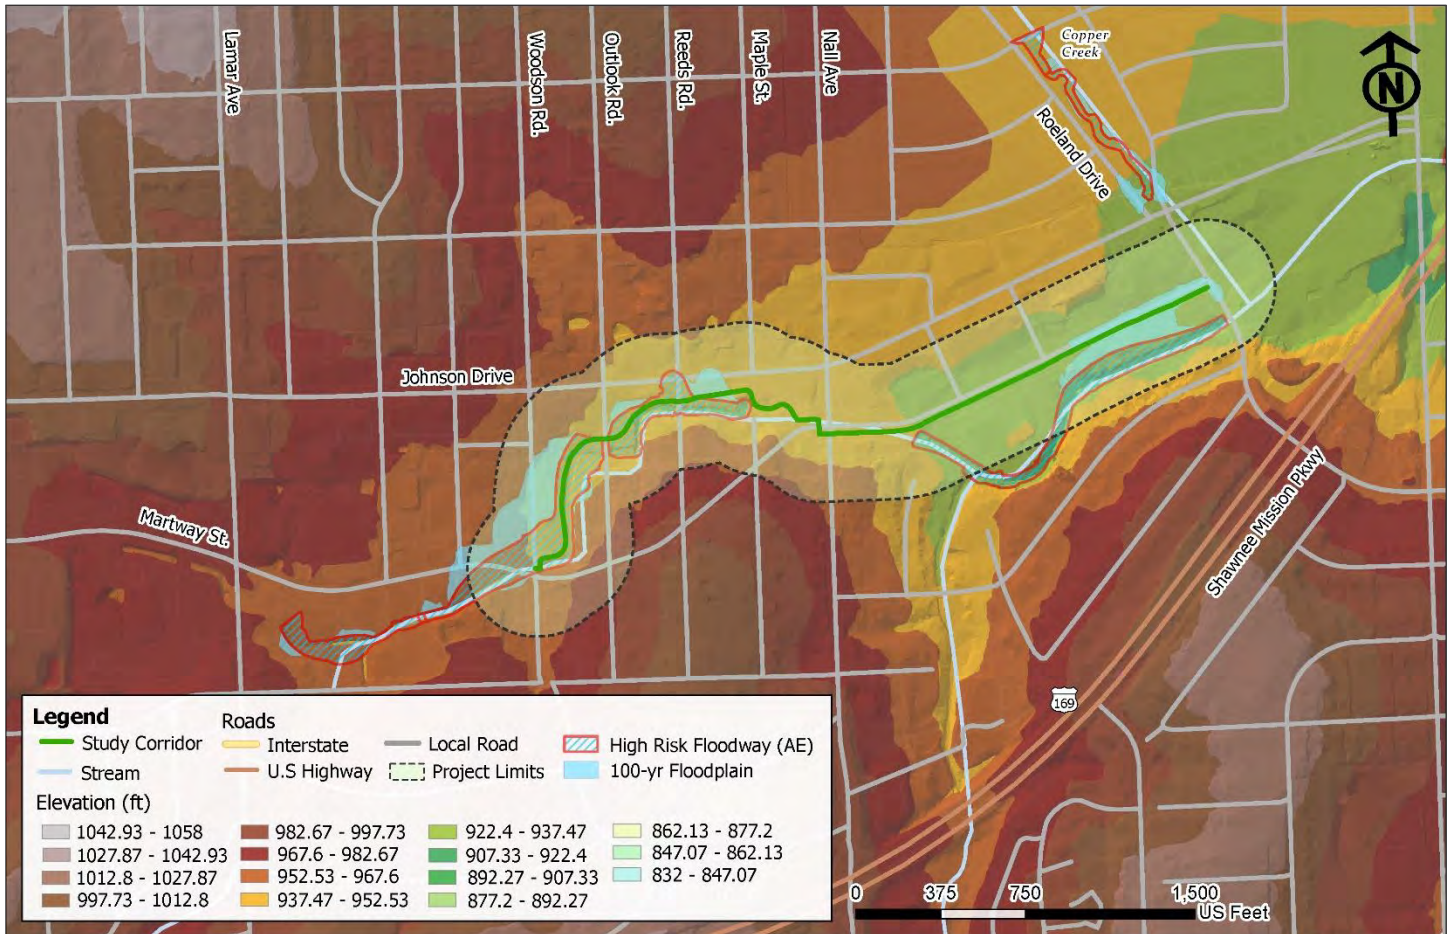 Lamar Ave
Woodson Rd.
Outlook Rd.
Reeds Rd.
Maple St.
Nall Ave
Copper
Creek
N
Roeland Drive
Johnson Drive
Martway St.
Shawnee Mission Pkwy
169
Legend
Study Corridor
Stream
Roads
Interstate
U.S Highway
Local Road
Project Limits
High Risk Floodway (AE)
100-yr Floodplain
Elevation (ft)
1042.93 - 1058
1027.87 - 1042.93
1012.8 - 1027.87
997.73 - 1012.8
982.67 - 997.73
967.6 - 982.67
952.53 - 967.6
937.47 - 952.53
922.4 - 937.47
907.33 - 922.4
892.27 - 907.33
877.2 - 892.27
862.13 - 877.2
847.07 - 862.13
832 - 847.07
0 375 750 1,500
US Feet